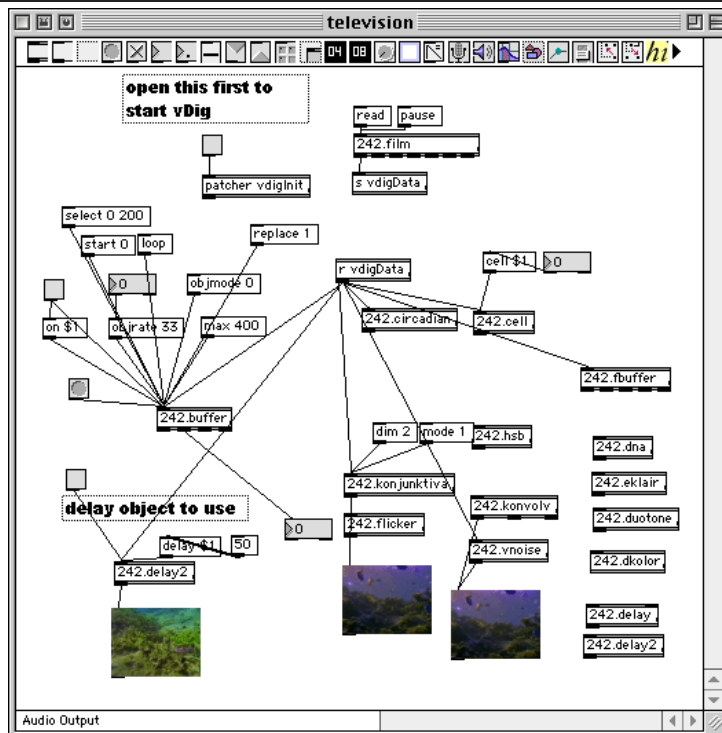 television
04 08 hi
open this first to
start vDig
read pause
242.film
patcher vdigInit
s vdigData
select 0 200
start 0 loop
replace 1
r vdigData
cell $1 0
0
objmode 0
on $1 objrate 33 max 400
242.circadian 242.cell
242.fbuffer
242.buffer
dim 2 mode 1 242.hsb
242.dna
242.konjunktiva
242.eklair
delay object to use
242.konvolv
242.duotone
0
242.flicker
delay $1 50
242.vnoise
242.delay2
242.dkolor
242.delay
242.delay2
Audio Output